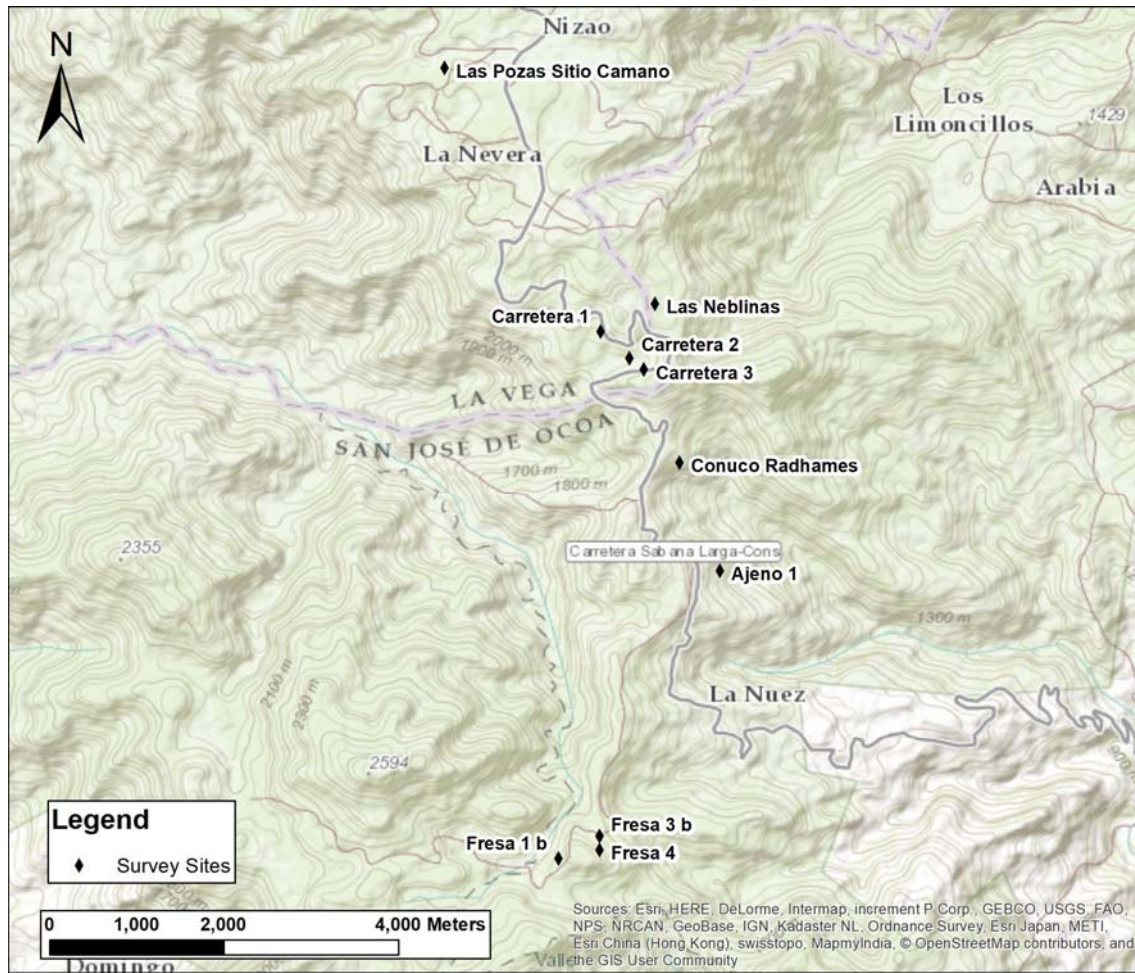 Nizao
N
Las Pozas Sitio Camano
Los
Limoncillos
1429
La Nevera
Arabia
Las Neblinas
Carretera 1
2000 m
1900 m
Carretera 2
Carretera 3
LA VEGA
SAN JOSÉ DE OCOA
1700 m
1800 m
Conuco Radhames
2355
Carretera Sabana Larga-Cons
Ajeno 1
1300 m
2100 m
2300 m
La Nuez
900 m
2594
Legend
Survey Sites
Fresa 3 b
Fresa 1 b
Fresa 4
0 1,000 2,000 4,000 Meters
Domingo
Valle
Sources: Esri, HERE, DeLorme, Intermap, increment P Corp., GEBCO, USGS, FAO,
NPS, NRCAN, GeoBase, IGN, Kadaster NL, Ordnance Survey, Esri Japan, METI,
Esri China (Hong Kong), swisstopo, MapmyIndia, © OpenStreetMap contributors, and
the GIS User Community